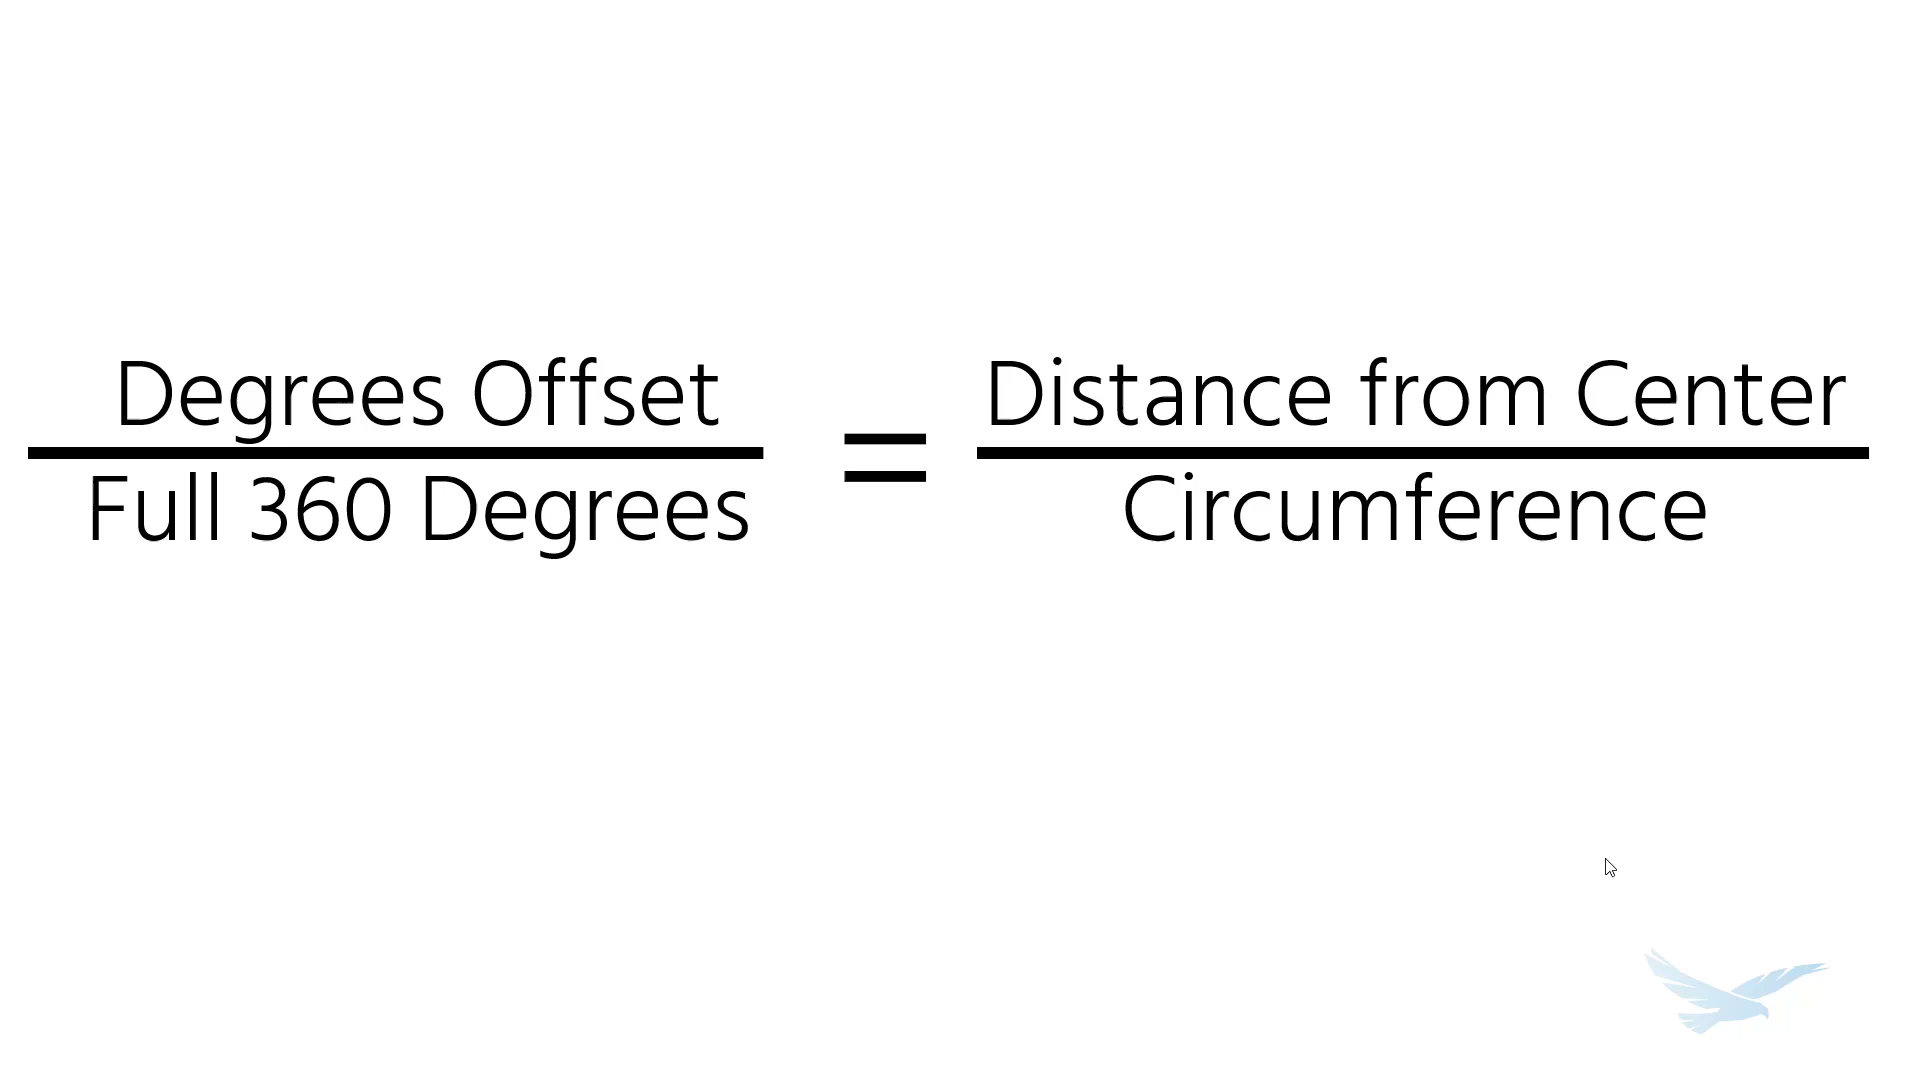 Degrees Offset
Full 360 Degrees
=
Distance from Center
Circumference